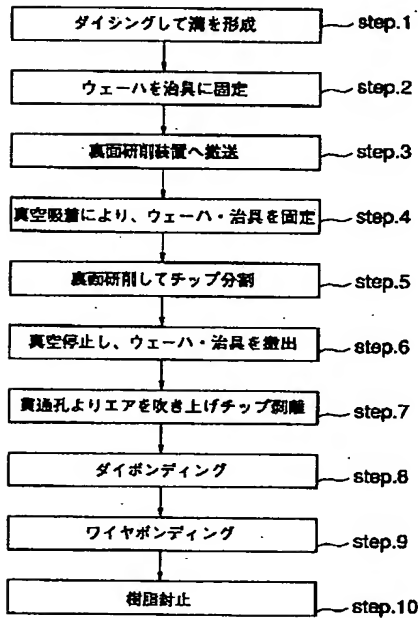 ダイシングして溝を形成 step.1
ウェーハを治具に固定 step.2
裏面研削装置へ搬送 step.3
真空吸着により、ウェーハ・治具を固定 step.4
裏面研削してチップ分割 step.5
真空停止し、ウェーハ・治具を搬出 step.6
貫通孔よりエアを吹き上げチップ剥離 step.7
ダイボンディング step.8
ワイヤボンディング step.9
樹脂封止 step.10